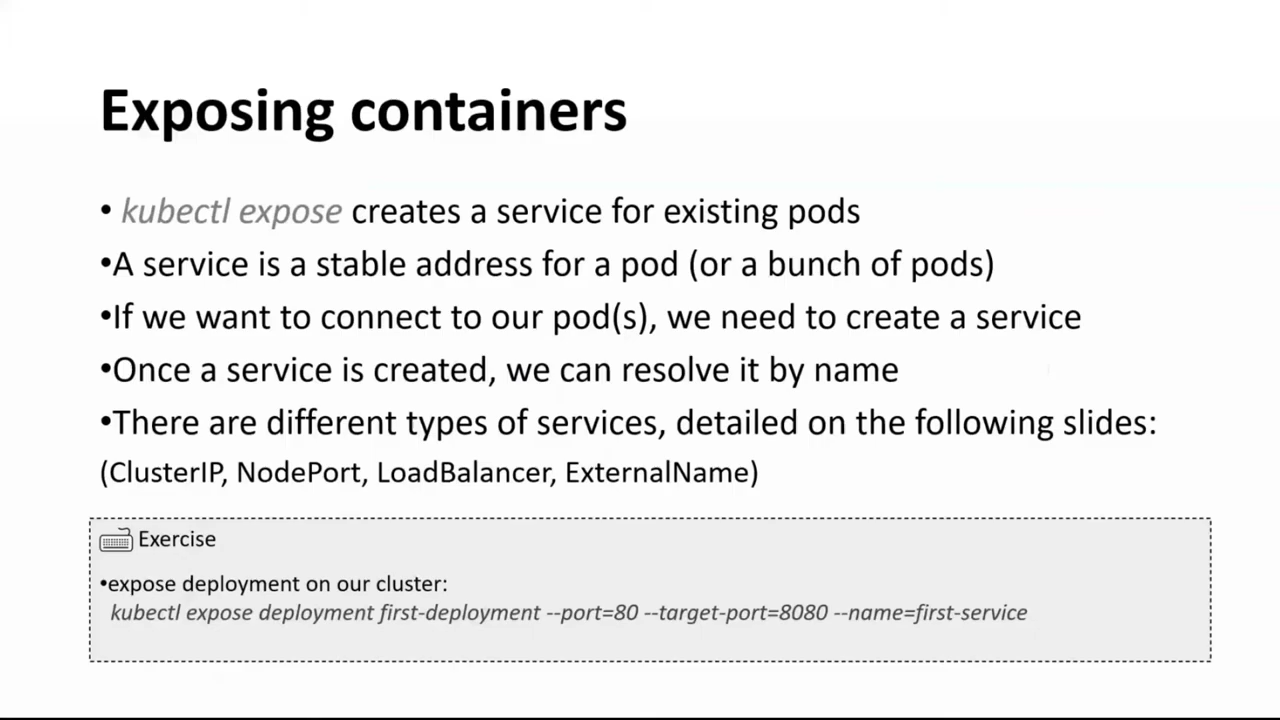 Exposing containers
• kubectl expose creates a service for existing pods
•A service is a stable address for a pod (or a bunch of pods)
•If we want to connect to our pod(s), we need to create a service
•Once a service is created, we can resolve it by name
•There are different types of services, detailed on the following slides:
(ClusterIP, NodePort, LoadBalancer, ExternalName)
Exercise
•expose deployment on our cluster:
kubectl expose deployment first-deployment --port=80 --target-port=8080 --name=first-service